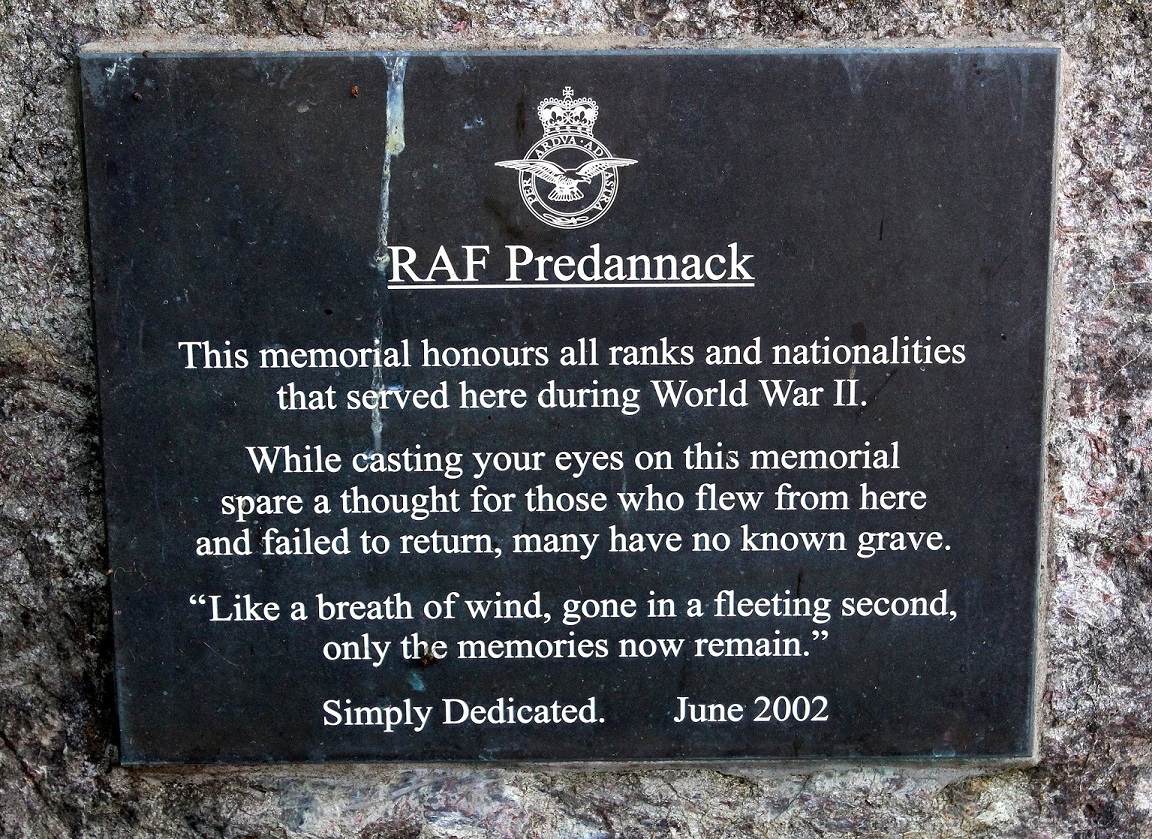 PER ARDVA · AD ASTRA
RAF Predannack
This memorial honours all ranks and nationalities
that served here during World War II.
While casting your eyes on this memorial
spare a thought for those who flew from here
and failed to return, many have no known grave.
“Like a breath of wind, gone in a fleeting second,
only the memories now remain.”
Simply Dedicated. June 2002